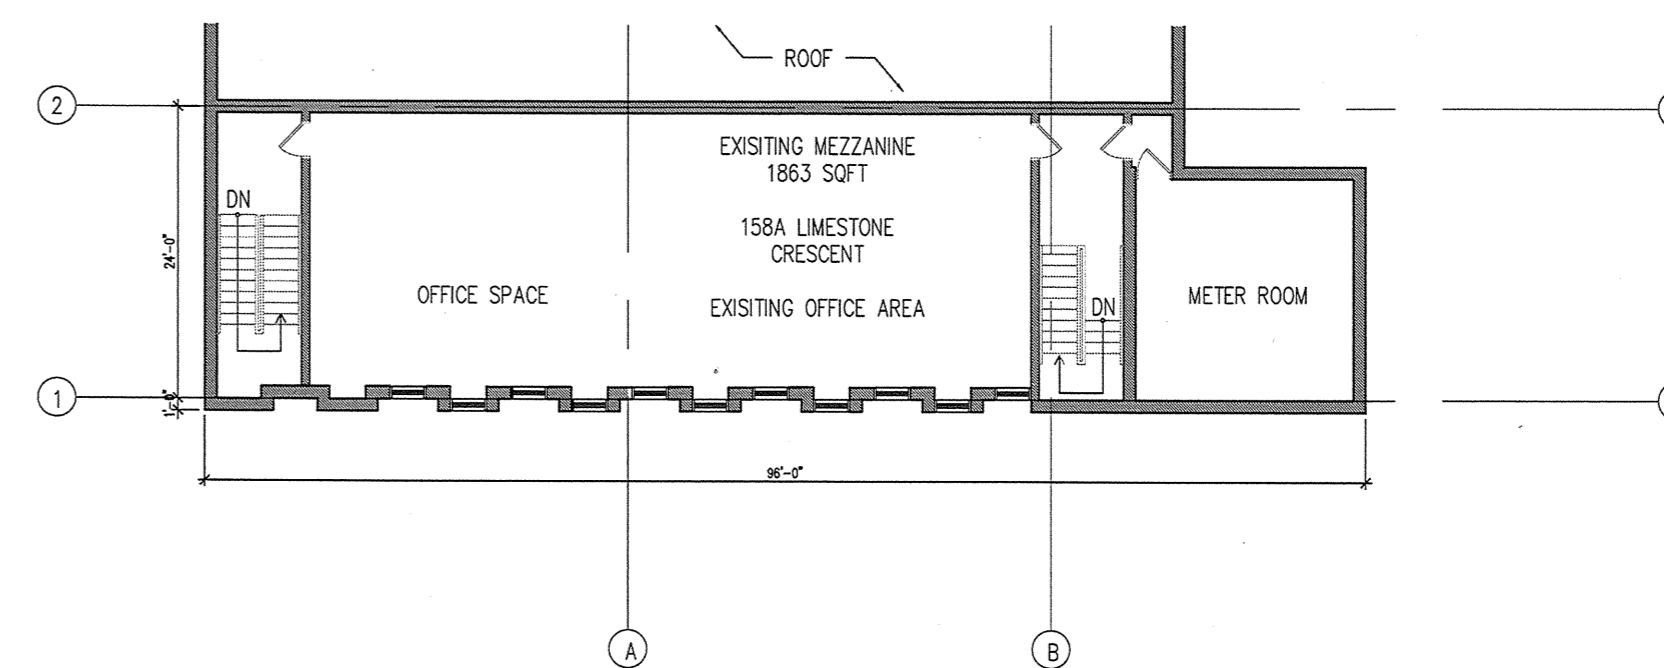 ROOF
2
EXISITING MEZZANINE
1863 SQFT
158A LIMESTONE
CRESCENT
DN
24'-0"
OFFICE SPACE
EXISITING OFFICE AREA
DN
METER ROOM
1
1'-0"
96'-0"
A
B